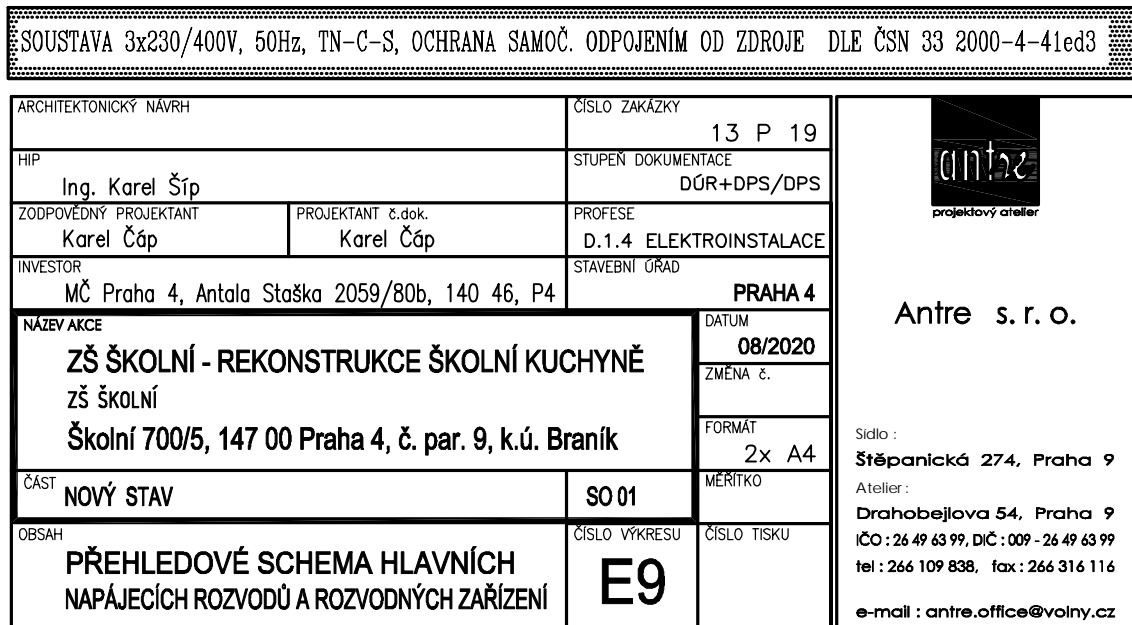 SOUSTAVA 3x230/400V, 50Hz, TN-C-S, OCHRANA SAMOČ. ODPOJENÍM OD ZDROJE DLE ČSN 33 2000-4-41ed3
ARCHITEKTONICKÝ NÁVRH
ČÍSLO ZAKÁZKY
13 P 19
HIP
Ing. Karel Šíp
STUPEŇ DOKUMENTACE
DÚR+DPS/DPS
ZODPOVĚDNÝ PROJEKTANT
Karel Čáp
PROJEKTANT č.dok.
Karel Čáp
PROFESE
D.1.4 ELEKTROINSTALACE
INVESTOR
MČ Praha 4, Antala Staška 2059/80b, 140 46, P4
STAVEBNÍ ÚŘAD
PRAHA 4
NÁZEV AKCE
ZŠ ŠKOLNÍ - REKONSTRUKCE ŠKOLNÍ KUCHYNĚ
ZŠ ŠKOLNÍ
Školní 700/5, 147 00 Praha 4, č. par. 9, k.ú. Braník
DATUM
08/2020
ZMĚNA č.
FORMÁT
2x A4
ČÁST
NOVÝ STAV
SO 01
MĚŘÍTKO
OBSAH
PŘEHLEDOVÉ SCHEMA HLAVNÍCH
NAPÁJECÍCH ROZVODŮ A ROZVODNÝCH ZAŘÍZENÍ
ČÍSLO VÝKRESU
E9
ČÍSLO TISKU
antre
projektový atelier
Antre s. r. o.
Sídlo :
Štěpanická 274, Praha 9
Atelier :
Drahobejlova 54, Praha 9
IČO : 26 49 63 99, DIČ : 009 - 26 49 63 99
tel : 266 109 838, fax : 266 316 116
e-mail : antre.office@volny.cz